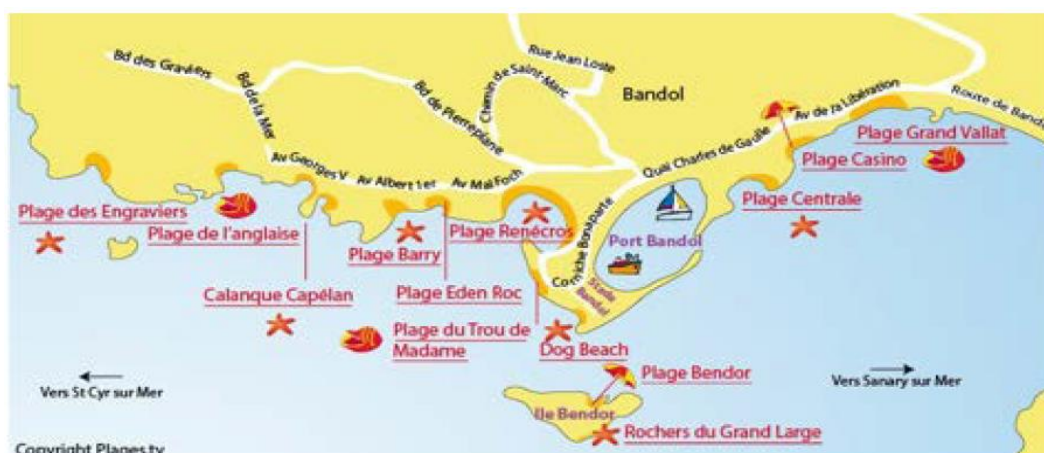 Rue Jean Loste
Bd des Graviers
Bd de la Mer
Bd de Pierreplane
Chemin de Saint-Marc
Bandol
Av de la Libération
Route de Bandol
Quai Charles de Gaulle
Plage Grand Vallat
Plage Casino
Av Georges V
Av Albert 1er
Av Mal Foch
Plage Centrale
Plage des Engraviers
Plage de l'anglaise
Plage Barry
Plage Renécros
Corniche Bonaparte
Port Bandol
Stade
Bandol
Calanque Capélan
Plage Eden Roc
Plage du Trou de
Madame
Dog Beach
Plage Bendor
Vers St Cyr sur Mer
Vers Sanary sur Mer
Ile Bendor
Rochers du Grand Large
Copyright Plages.tv